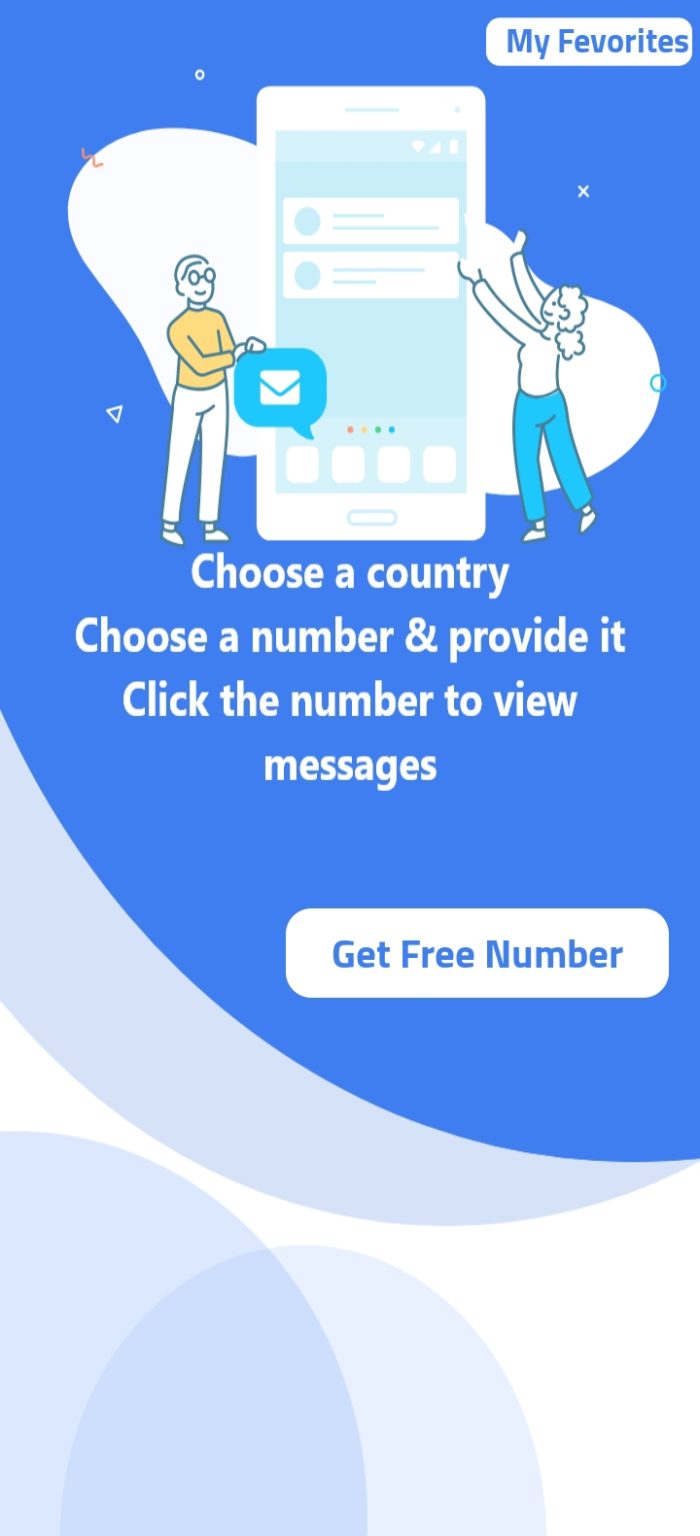 My Fevorites
Choose a country
Choose a number & provide it
Click the number to view
messages
Get Free Number